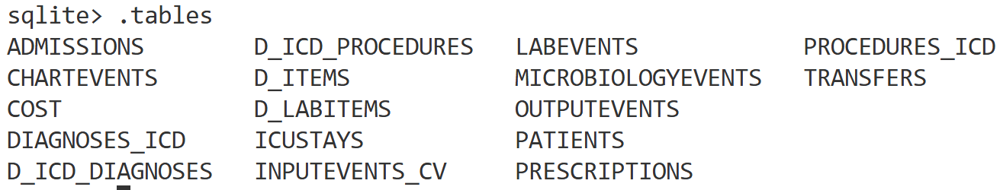 sqlite> .tables
ADMISSIONS D_ICD_PROCEDURES LABEVENTS PROCEDURES_ICD
CHARTEVENTS D_ITEMS MICROBIOLOGYEVENTS TRANSFERS
COST D_LABITEMS OUTPUTEVENTS
DIAGNOSES_ICD ICUSTAYS PATIENTS
D_ICD_DIAGNOSES INPUTEVENTS_CV PRESCRIPTIONS